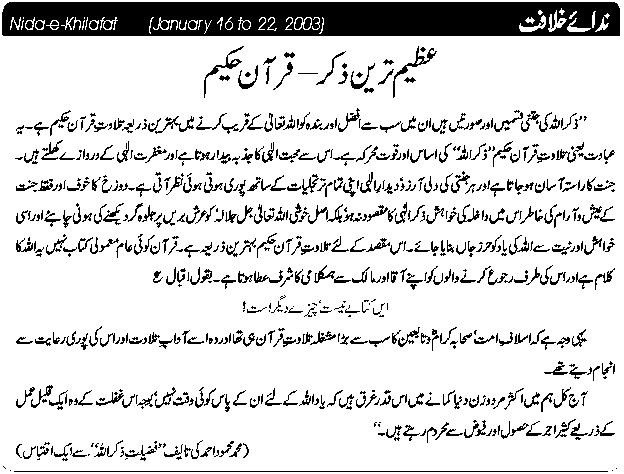 Nida-e-Khilafat (January 16 to 22, 2003) ندائے خلافت
عظیم ترین ذکر – قرآن حکیم
’’ذکر اللہ کی جتنی قسمیں اور صورتیں ہیں ان میں سب سے افضل اور بندہ کو اللہ تعالیٰ کے قریب کرنے میں بہترین ذریعہ تلاوتِ قرآن حکیم ہے۔ یہ
عبادت یعنی تلاوتِ قرآن حکیم ’’ذکر اللہ‘‘ کی اساس اور قوت محرکہ ہے۔ اس سے محبت الٰہی کا جذبہ بیدار ہوتا ہے اور مغفرت الٰہی کے دروازے کھلتے ہیں۔
جنت کا راستہ آسان ہو جاتا ہے اور ہر جنتی کی دلی آرزو دیدار الٰہی اپنی تمام تر تجلیات کے ساتھ پوری ہوتی ہوئی نظر آتی ہے۔ دوزخ کا خوف اور فقط جنت
کے عیش و آرام کی خاطر اس میں داخلہ کی خواہش ذکر الٰہی کا مقصود نہ ہو بلکہ اصل خوشی اللہ تعالیٰ جل جلالہ کو عرش بریں پر جلوہ گر دیکھنے کی ہونی چاہئے اور اسی
خواہش اور نیت سے اللہ کی یاد کو حرز جاں بنایا جائے۔ اس مقصد کے لئے تلاوتِ قرآن حکیم بہترین ذریعہ ہے۔ قرآن کوئی عام معمولی کتاب نہیں یہ اللہ کا
کلام ہے اور اس کی طرف رجوع کرنے والوں کو اپنے آقا اور مالک سے ہمکلامی کا شرف عطا ہوتا ہے۔ بقول اقبال ؏
ایں کتابے نیست‘ چیزے دیگر است!
یہی وجہ ہے کہ اسلافِ امت‘ صحابہ کرامؓ و تابعین کا سب سے بڑا مشغلہ تلاوتِ قرآن ہی تھا اور وہ اسے آدابِ تلاوت اور اس کی پوری رعایت سے
انجام دیتے تھے۔
آج کل ہم میں اکثر مرد و زن دنیا کمانے میں اس قدر غرق ہیں کہ یاد اللہ کے لئے ان کے پاس کوئی وقت نہیں‘ بوجہ اس غفلت کے وہ ایک قلیل عمل
کے ذریعے کثیر اجر کے حصول اور فیوض سے محروم رہتے ہیں۔‘‘
(محمد محمود احمد کی تالیف ’’فضیلتِ ذکر اللہ‘‘ سے ایک اقتباس)